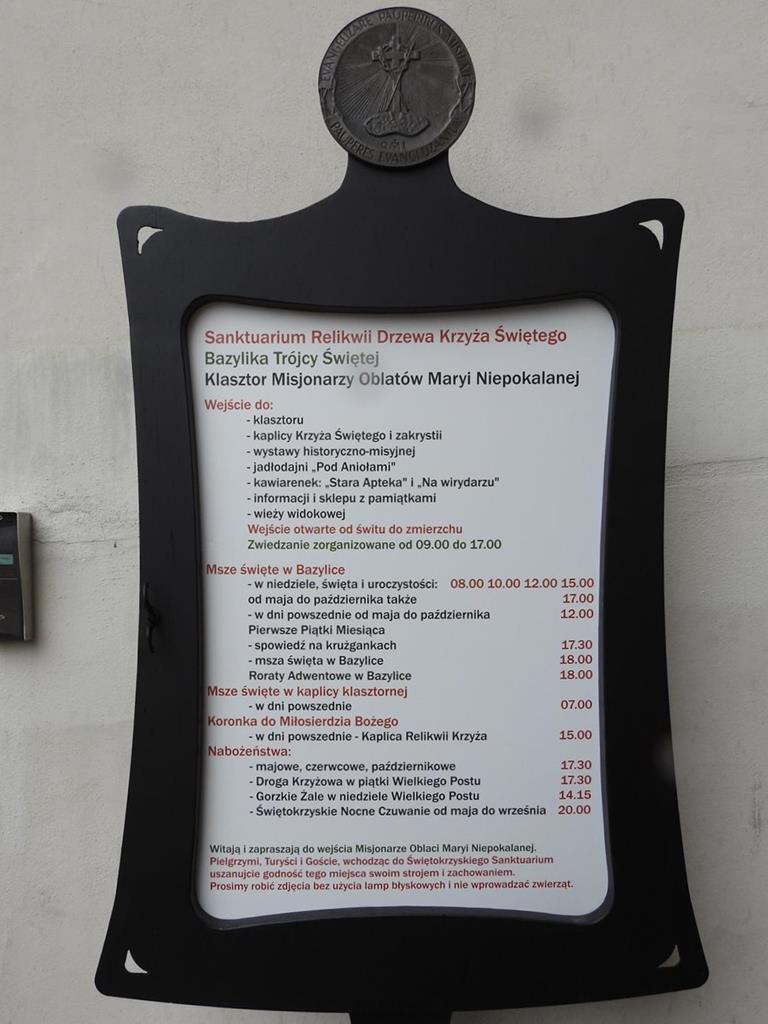 EVANGELIZARE PAUPERIBUS MISIT ME
PAUPERES EVANGELIZANTUR
OMI
Sanktuarium Relikwii Drzewa Krzyża Świętego
Bazylika Trójcy Świętej
Klasztor Misjonarzy Oblatów Maryi Niepokalanej
Wejście do:
- klasztoru
- kaplicy Krzyża Świętego i zakrystii
- wystawy historyczno-misyjnej
- jadłodajni „Pod Aniołami"
- kawiarenek: „Stara Apteka" i „Na wirydarzu"
- informacji i sklepu z pamiątkami
- wieży widokowej
Wejście otwarte od świtu do zmierzchu
Zwiedzanie zorganizowane od 09.00 do 17.00
Msze święte w Bazylice
- w niedziele, święta i uroczystości: 08.00 10.00 12.00 15.00
od maja do października także 17.00
- w dni powszednie od maja do października 12.00
Pierwsze Piątki Miesiąca
- spowiedź na krużgankach 17.30
- msza święta w Bazylice 18.00
Roraty Adwentowe w Bazylice 18.00
Msze święte w kaplicy klasztornej
- w dni powszednie 07.00
Koronka do Miłosierdzia Bożego
- w dni powszednie - Kaplica Relikwii Krzyża 15.00
Nabożeństwa:
- majowe, czerwcowe, październikowe 17.30
- Droga Krzyżowa w piątki Wielkiego Postu 17.30
- Gorzkie Żale w niedziele Wielkiego Postu 14.15
- Świętokrzyskie Nocne Czuwanie od maja do września 20.00
Witają i zapraszają do wejścia Misjonarze Oblaci Maryi Niepokalanej.
Pielgrzymi, Turyści i Goście, wchodząc do Świętokrzyskiego Sanktuarium
uszanujcie godność tego miejsca swoim strojem i zachowaniem.
Prosimy robić zdjęcia bez użycia lamp błyskowych i nie wprowadzać zwierząt.